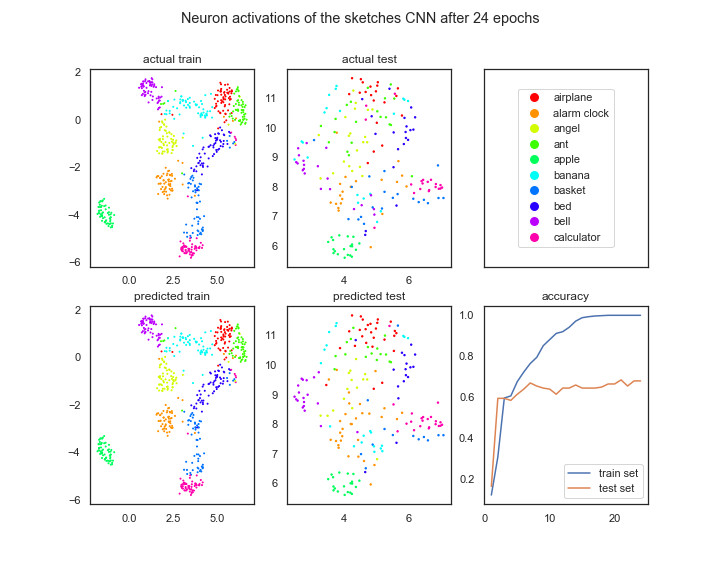 Neuron activations of the sketches CNN after 24 epochs
actual train
2
0
−2
−4
−6
0.0 2.5 5.0
actual test
11
10
9
8
7
6
4 6
airplane
alarm clock
angel
ant
apple
banana
basket
bed
bell
calculator
predicted train
2
0
−2
−4
−6
0.0 2.5 5.0
predicted test
11
10
9
8
7
6
4 6
accuracy
1.0
0.8
0.6
0.4
0.2
0 10 20
train set
test set